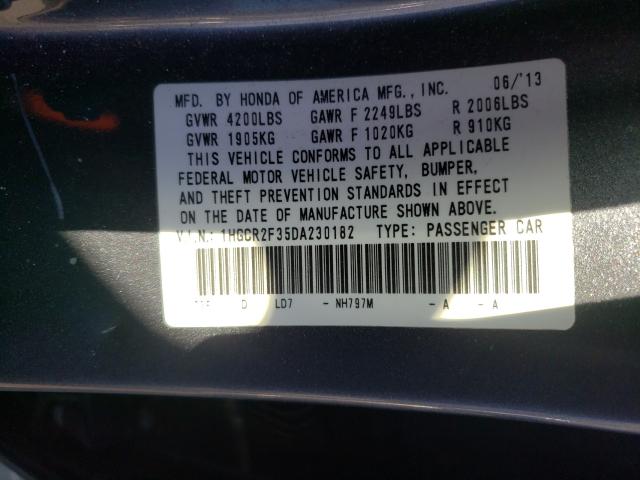 MFD. BY HONDA OF AMERICA MFG., INC. 06/'13
GVWR 4200LBS GAWR F 2249LBS R 2006LBS
GVWR 1905KG GAWR F 1020KG R 910KG
THIS VEHICLE CONFORMS TO ALL APPLICABLE
FEDERAL MOTOR VEHICLE SAFETY, BUMPER,
AND THEFT PREVENTION STANDARDS IN EFFECT
ON THE DATE OF MANUFACTURE SHOWN ABOVE.
V.I.N.: 1HGCR2F35DA230182 TYPE: PASSENGER CAR
D LD7 - NH797M - A - A